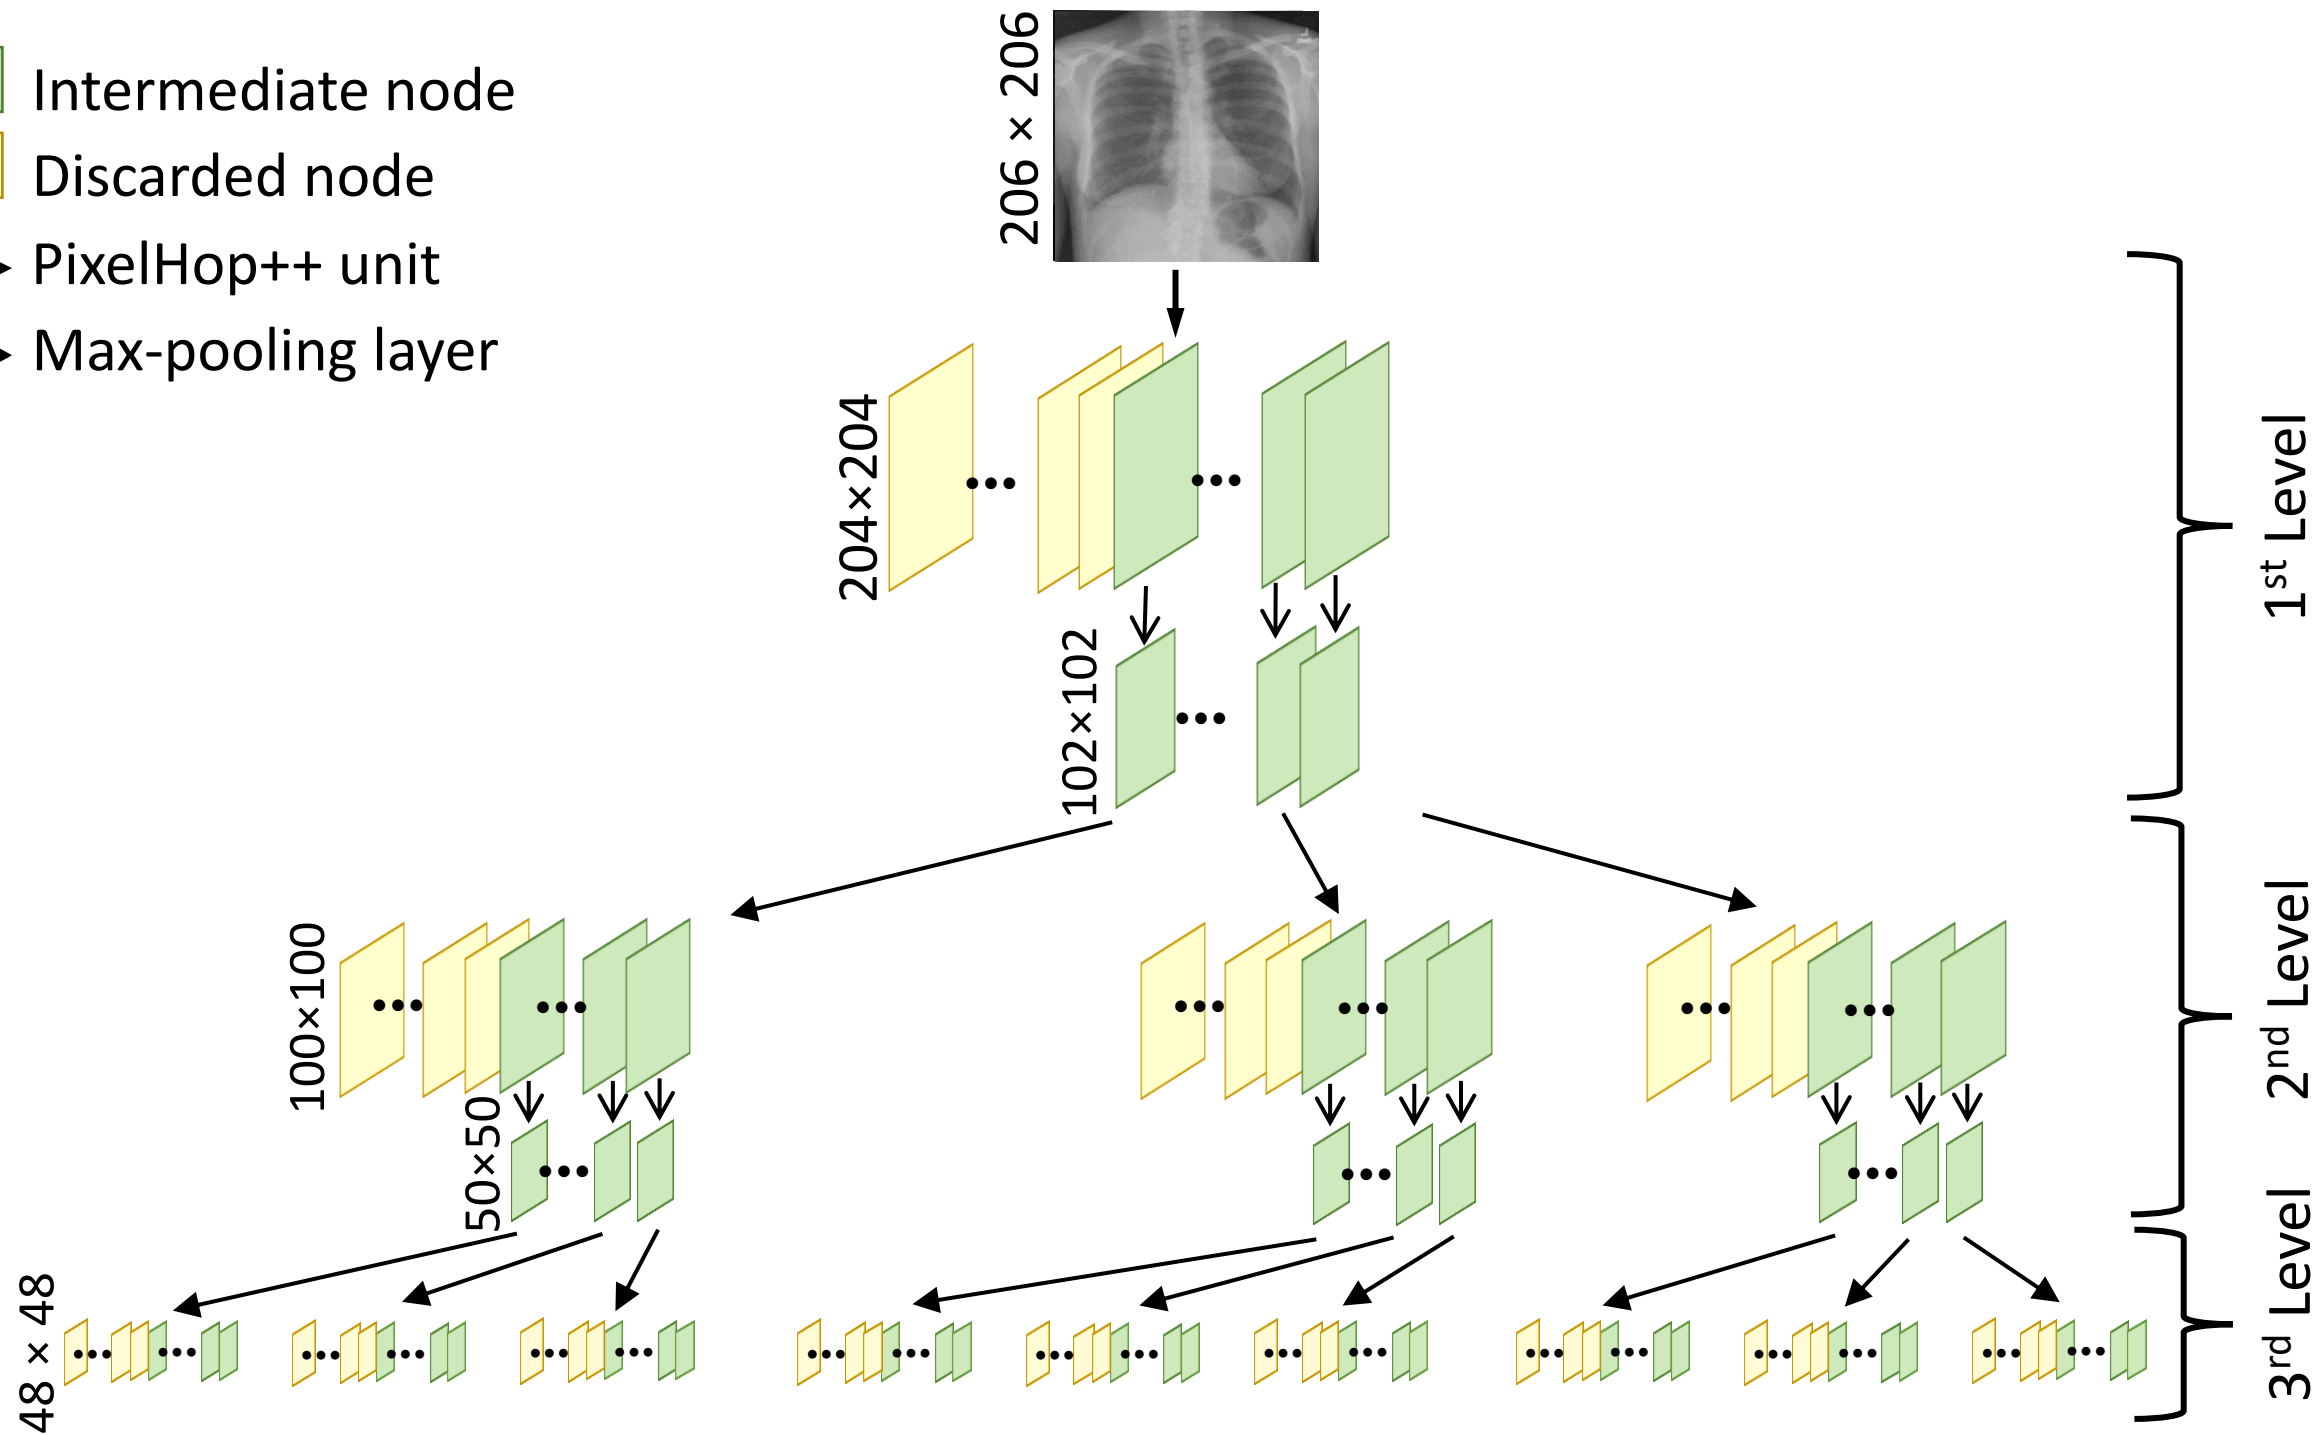 Intermediate node
Discarded node
PixelHop++ unit
Max-pooling layer
206 × 206
204×204
102×102
1st Level
100×100
50×50
2nd Level
48 × 48
3rd Level